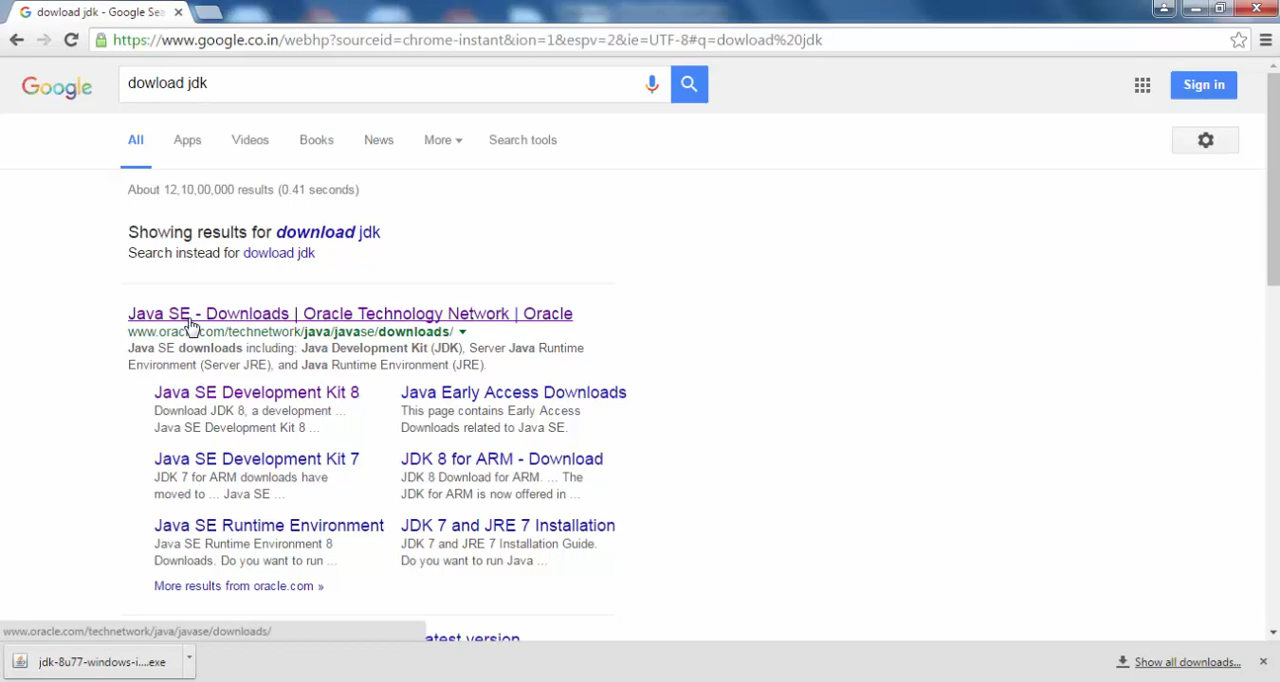 dowload jdk - Google Sea
https://www.google.co.in/webhp?sourceid=chrome-instant&ion=1&espv=2&ie=UTF-8#q=dowload%20jdk
Google
dowload jdk
Sign in
All Apps Videos Books News More Search tools
About 12,10,00,000 results (0.41 seconds)
Showing results for download jdk
Search instead for dowload jdk
Java SE - Downloads | Oracle Technology Network | Oracle
www.oracle.com/technetwork/java/javase/downloads/
Java SE downloads including: Java Development Kit (JDK), Server Java Runtime
Environment (Server JRE), and Java Runtime Environment (JRE).
Java SE Development Kit 8
Download JDK 8, a development ...
Java SE Development Kit 8 ...
Java Early Access Downloads
This page contains Early Access
Downloads related to Java SE.
Java SE Development Kit 7
JDK 7 for ARM downloads have
moved to ... Java SE ...
JDK 8 for ARM - Download
JDK 8 Download for ARM. ... The
JDK for ARM is now offered in ...
Java SE Runtime Environment
Java SE Runtime Environment 8
Downloads. Do you want to run ...
JDK 7 and JRE 7 Installation
JDK 7 and JRE 7 Installation Guide.
Do you want to run Java ...
More results from oracle.com »
atest version
www.oracle.com/technetwork/java/javase/downloads/
jdk-8u77-windows-i....exe
Show all downloads...